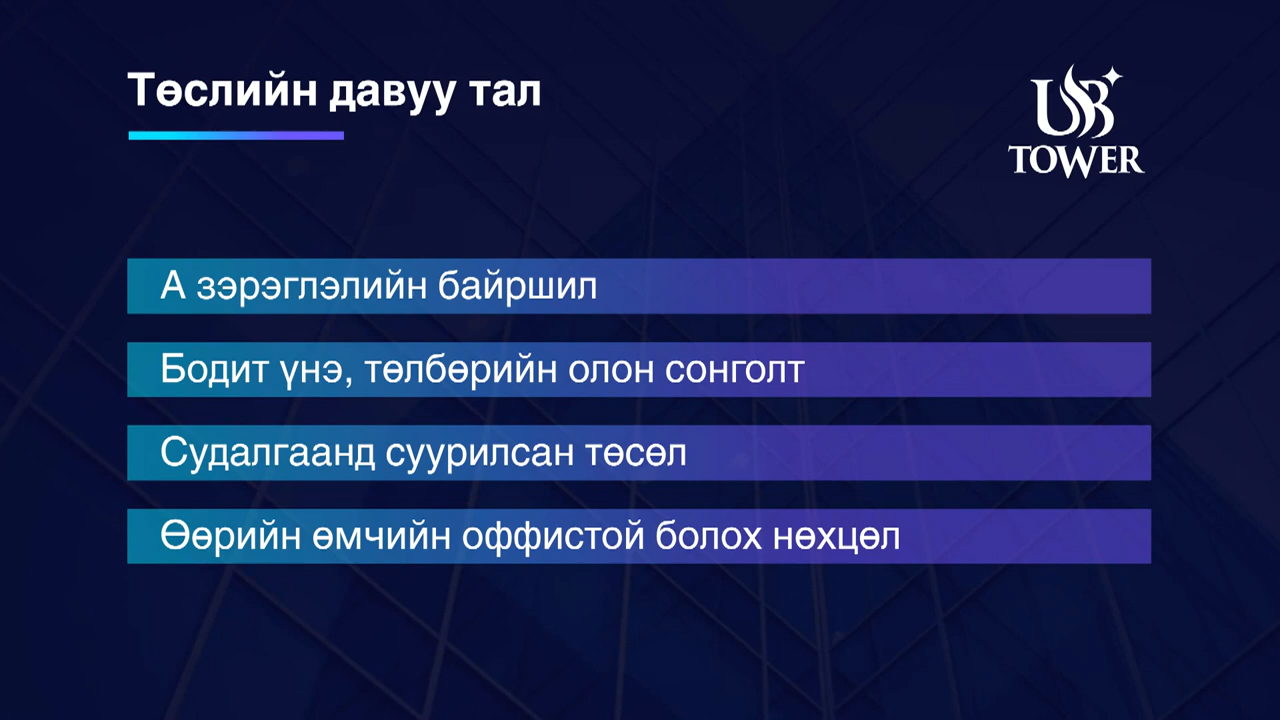 Төслийн давуу тал
UB
TOWER
А зэрэглэлийн байршил
Бодит үнэ, төлбөрийн олон сонголт
Судалгаанд суурилсан төсөл
Өөрийн өмчийн оффистой болох нөхцөл